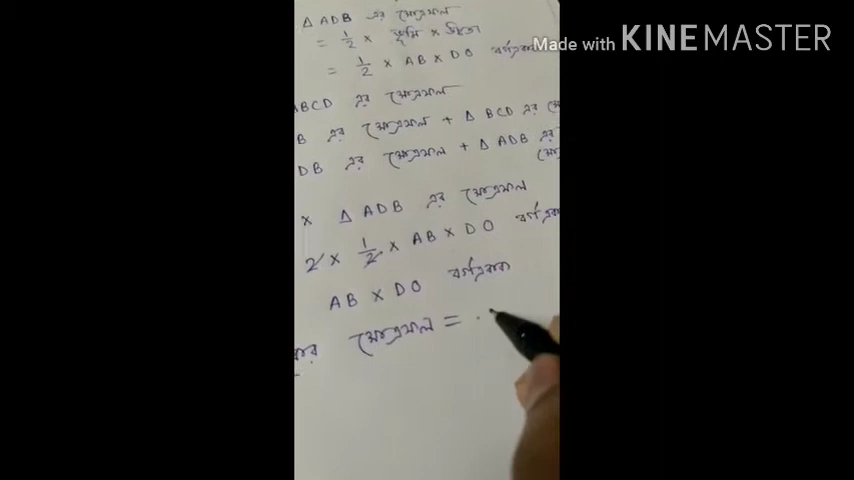 Made with KINEMASTER
Δ ADB এর ক্ষেত্রফল
= 1/2 × ভূমি × উচ্চতা
= 1/2 × AB × DO বর্গএকক
ABCD এর ক্ষেত্রফল
B এর ক্ষেত্রফল + Δ BCD এর
DB এর ক্ষেত্রফল + Δ ADB এর
× Δ ADB এর ক্ষেত্রফল
2 × 1/2 × AB × DO বর্গএকক
AB × DO বর্গএকক
ক্ষেত্রফল =